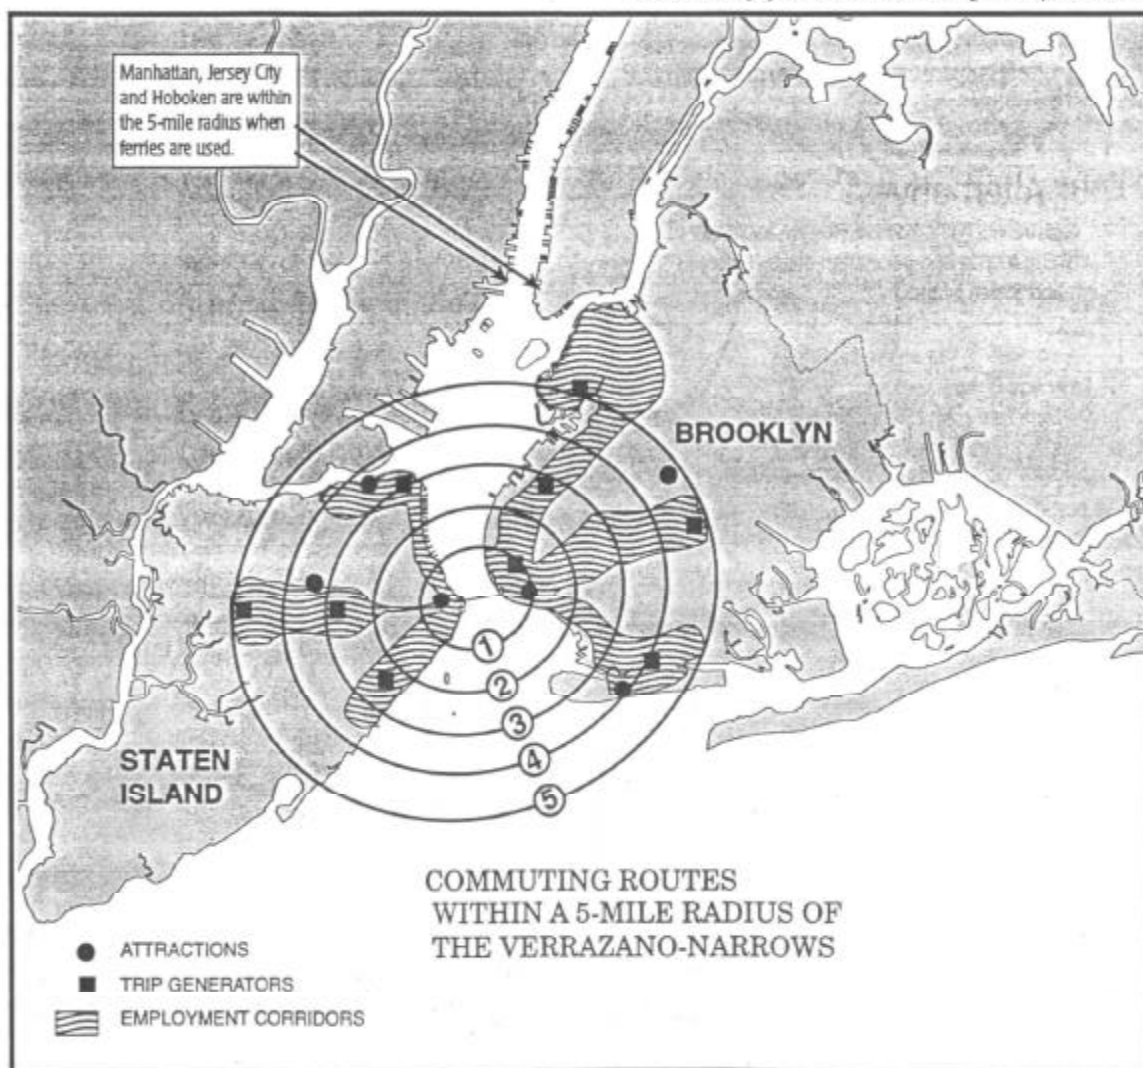 Manhattan, Jersey City
and Hoboken are within
the 5-mile radius when
ferries are used.
BROOKLYN
1
2
3
4
5
STATEN
ISLAND
COMMUTING ROUTES
WITHIN A 5-MILE RADIUS OF
THE VERRAZANO-NARROWS
ATTRACTIONS
TRIP GENERATORS
EMPLOYMENT CORRIDORS